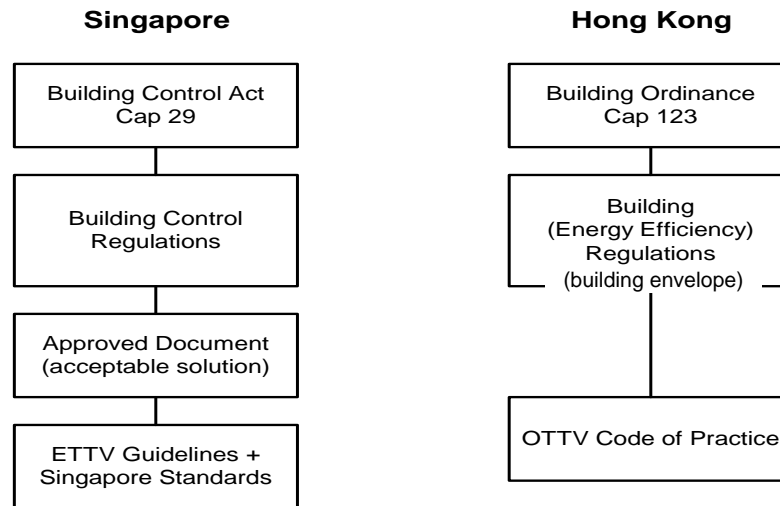 Singapore
Building Control Act
Cap 29
Building Control
Regulations
Approved Document
(acceptable solution)
ETTV Guidelines +
Singapore Standards
Hong Kong
Building Ordinance
Cap 123
Building
(Energy Efficiency)
Regulations
(building envelope)
OTTV Code of Practice